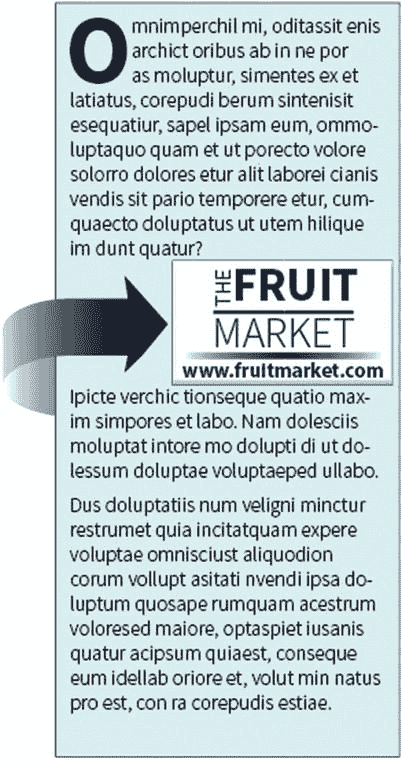 Omnimperchil mi, oditassit enis
archict oribus ab in ne por
as moluptur, simentes ex et
latiatus, corepudi berum sintenisit
esequatiur, sapel ipsam eum, ommo-
luptaquo quam et ut porecto volore
solorro dolores etur alit laborei cianis
vendis sit pario temporere etur, cum-
quaecto doluptatus ut utem hilique
im dunt quatur?
THE FRUIT
MARKET
www.fruitmarket.com
Ipicte verchic tionseque quatio max-
im simpores et labo. Nam dolesciis
moluptat intore mo dolupti di ut do-
lessum doluptae voluptaeped ullabo.
Dus doluptatiis num veligni minctur
restrumet quia incitatquam expere
voluptae omnisciust aliquodion
corum vollupt asitati nvendi ipsa do-
luptum quosape rumquam acestrum
voloresed maiore, optaspiet iusanis
quatur acipsum quiaest, conseque
eum idellab oriore et, volut min natus
pro est, con ra corepudis estiae.